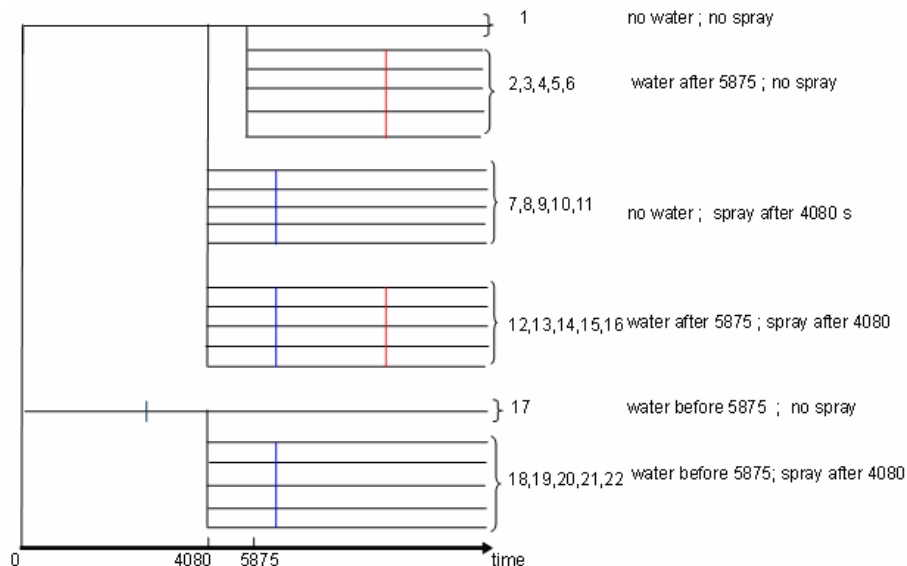 1 no water ; no spray
2,3,4,5,6 water after 5875 ; no spray
7,8,9,10,11 no water ; spray after 4080 s
12,13,14,15,16 water after 5875 ; spray after 4080
17 water before 5875 ; no spray
18,19,20,21,22 water before 5875; spray after 4080
0 4080 5875 time